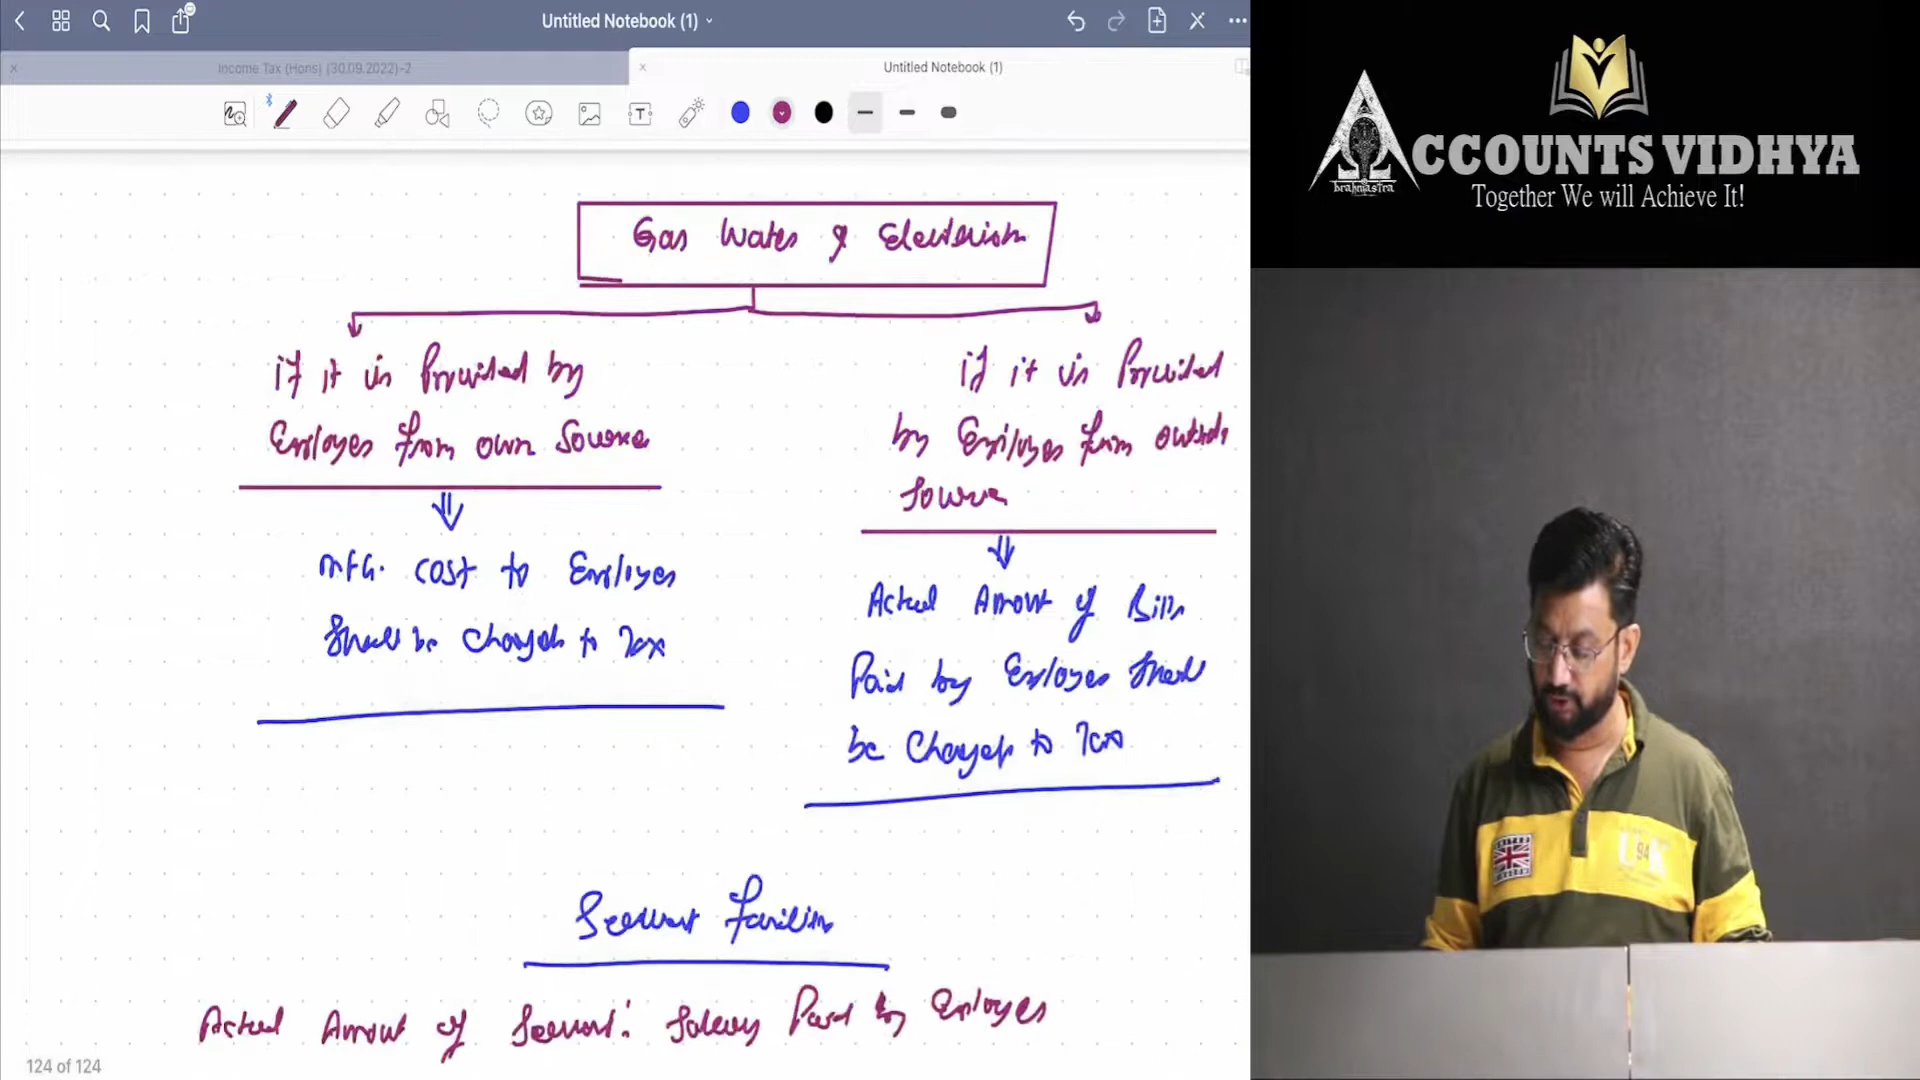 Untitled Notebook (1)
Income Tax (Hons) (30.09.2022)-2
Untitled Notebook (1)
ACCOUNTS VIDHYA
brahmastra
Together We will Achieve It!
Gas Water & Electricity
if it is Provided by
Employer from own Source
if it is Provided
by Employer from outside
Source
MFG. Cost to Employer
Shall be Charged to Tax
Actual Amount of Bills
Paid by Employer Shall
be Charged to Tax
Servant Facility
Actual Amount of Servant's Salary Paid by Employer
124 of 124
UNITED
94